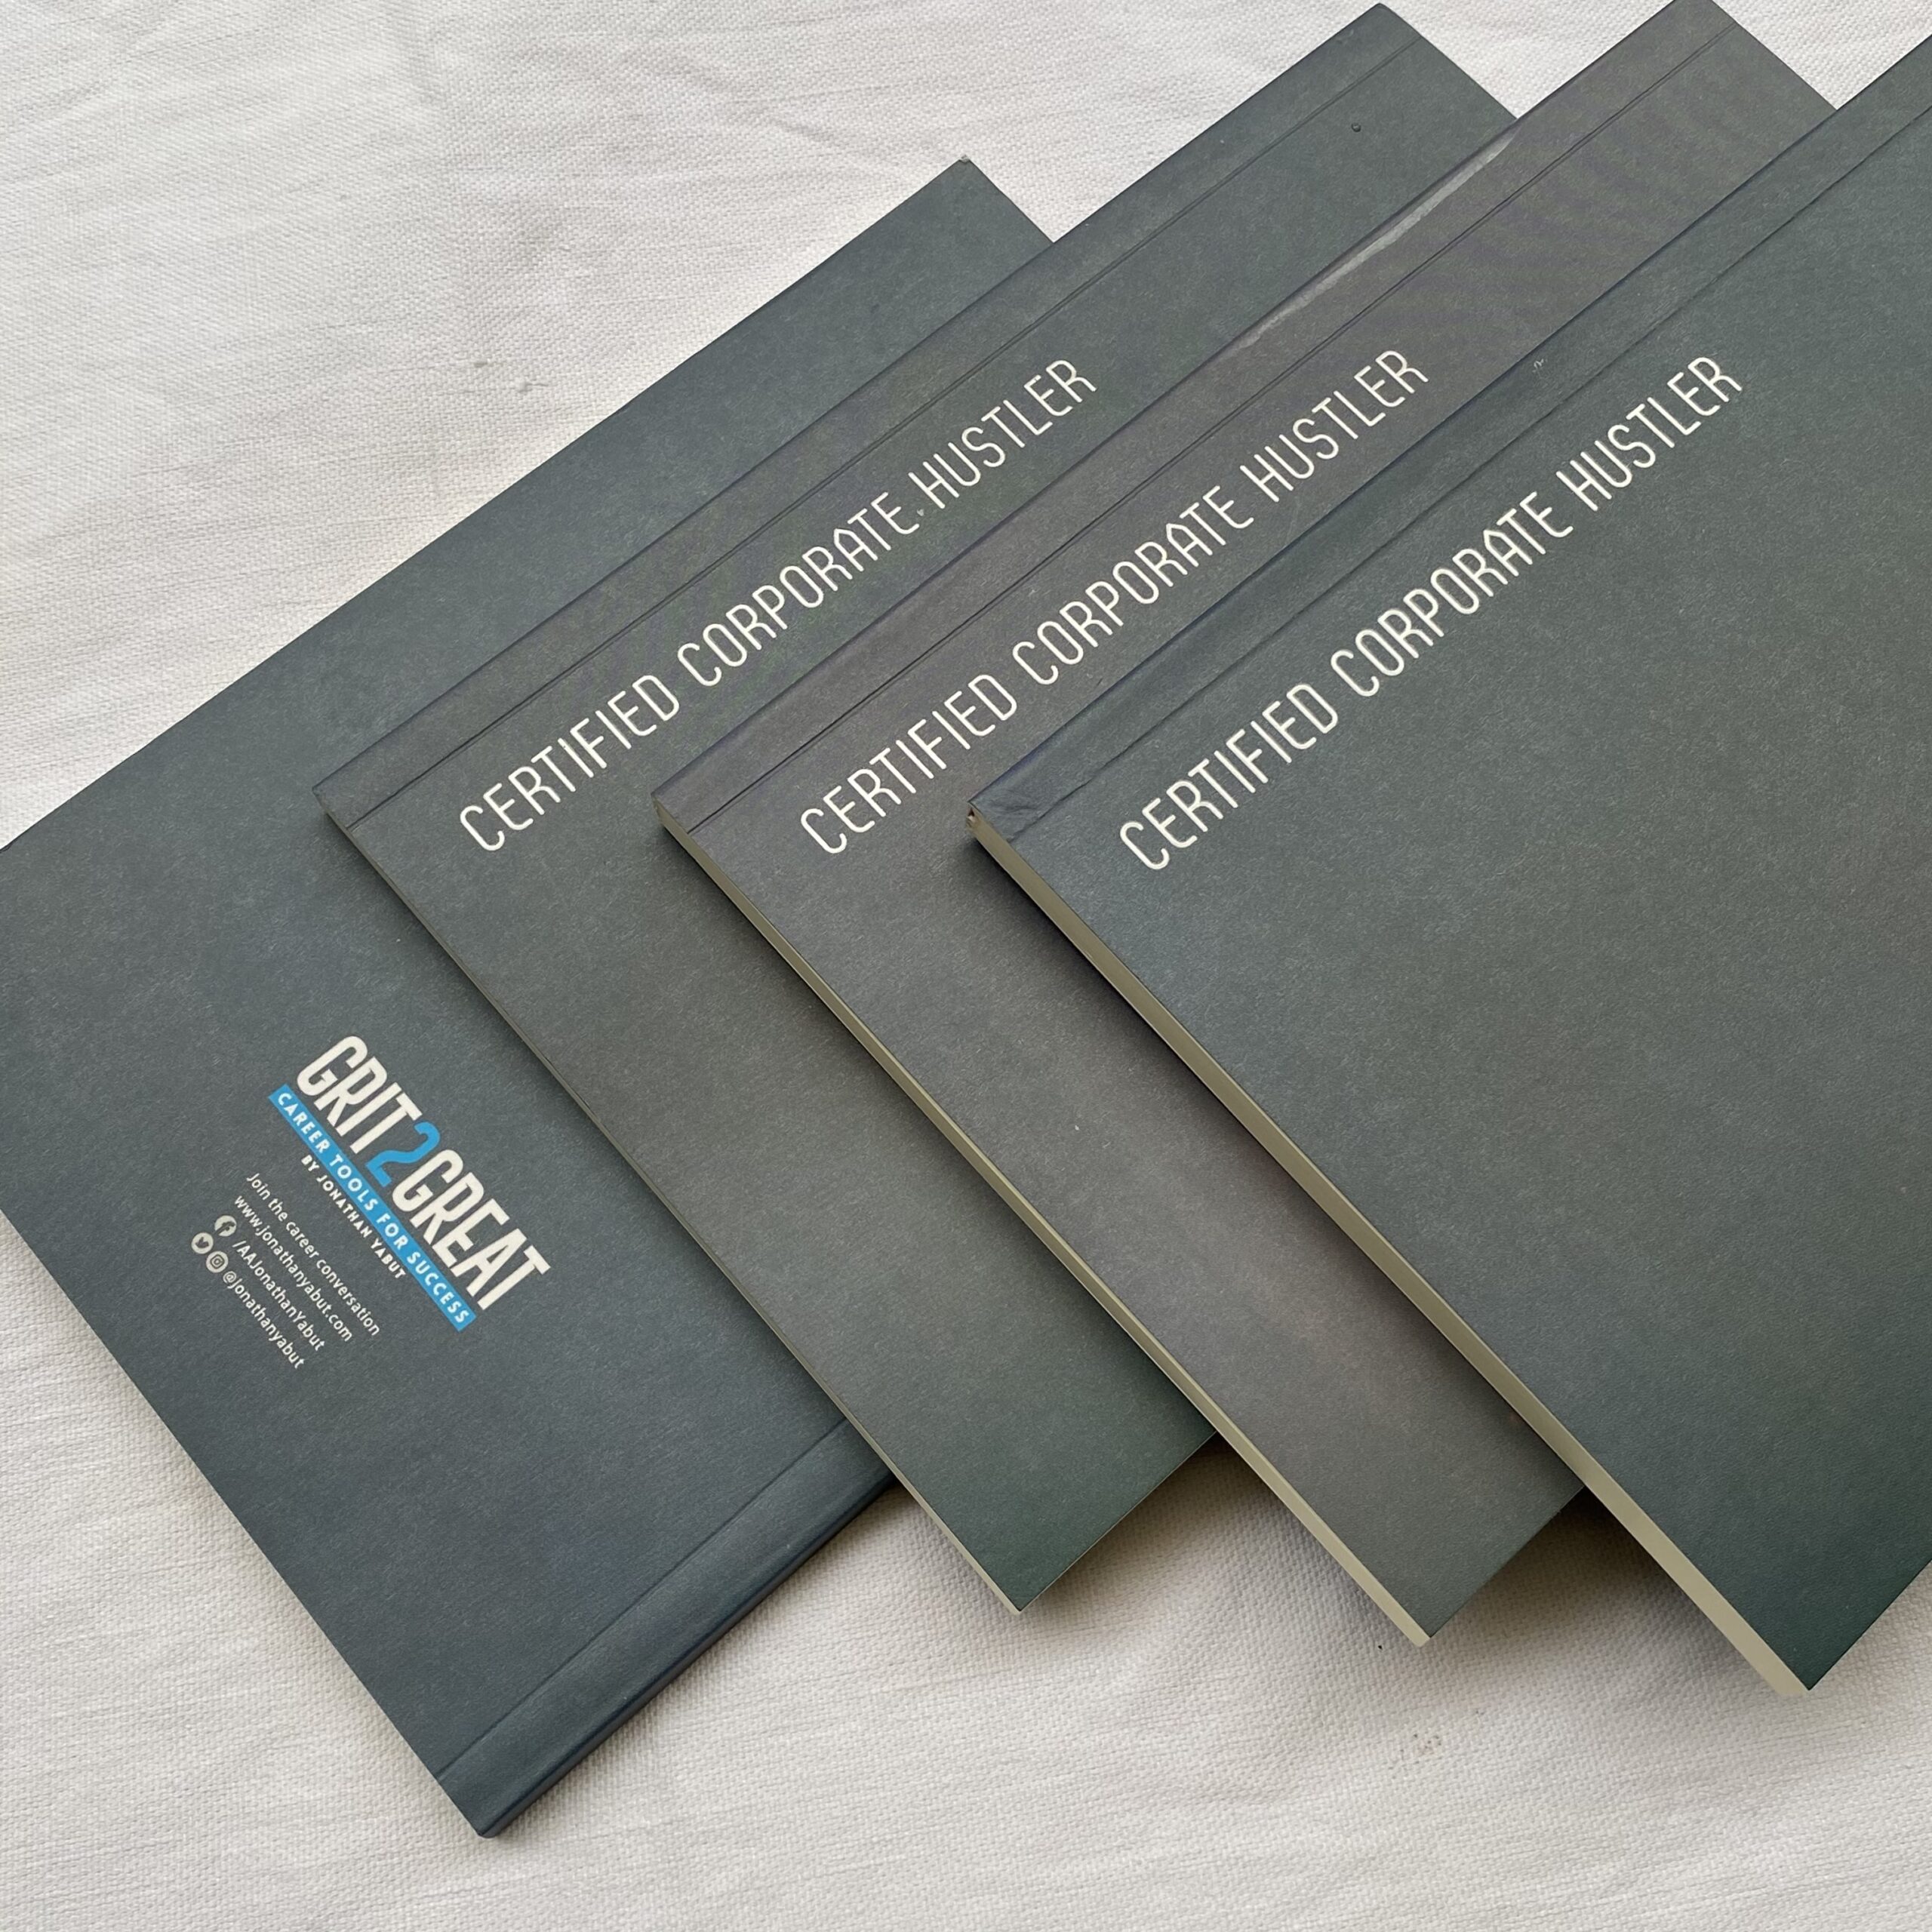 CERTIFIED CORPORATE HUSTLER
CERTIFIED CORPORATE HUSTLER
CERTIFIED CORPORATE HUSTLER
GRIT2GREAT
CAREER TOOLS FOR SUCCESS
BY JONATHAN YABUT
Join the career conversation
www.jonathanyabut.com
/AAJonathanYabut
@jonathanyabut